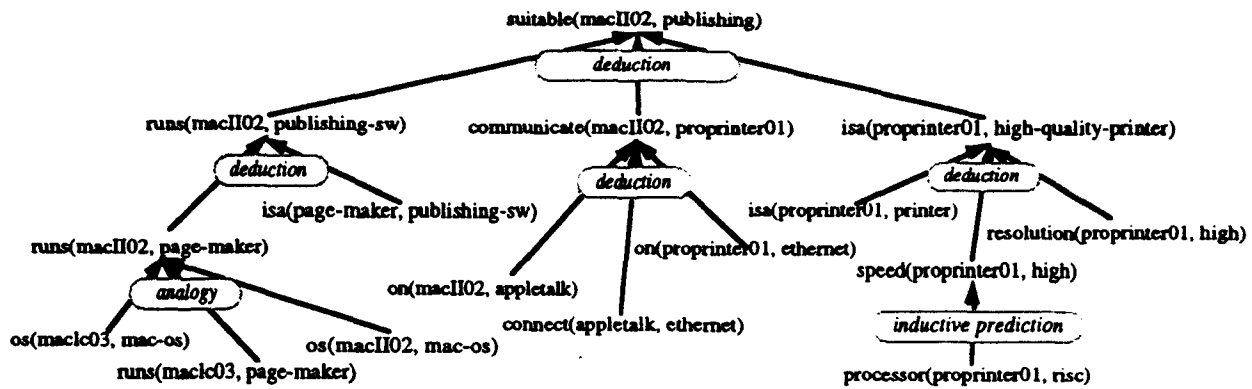 suitable(macII02, publishing)
deduction
runs(macII02, publishing-sw)
communicate(macII02, proprinter01)
isa(proprinter01, high-quality-printer)
deduction
deduction
deduction
isa(page-maker, publishing-sw)
isa(proprinter01, printer)
runs(macII02, page-maker)
on(proprinter01, ethernet)
resolution(proprinter01, high)
speed(proprinter01, high)
analogy
on(macII02, appletalk)
connect(appletalk, ethernet)
inductive prediction
os(maclc03, mac-os)
os(macII02, mac-os)
runs(maclc03, page-maker)
processor(proprinter01, risc)